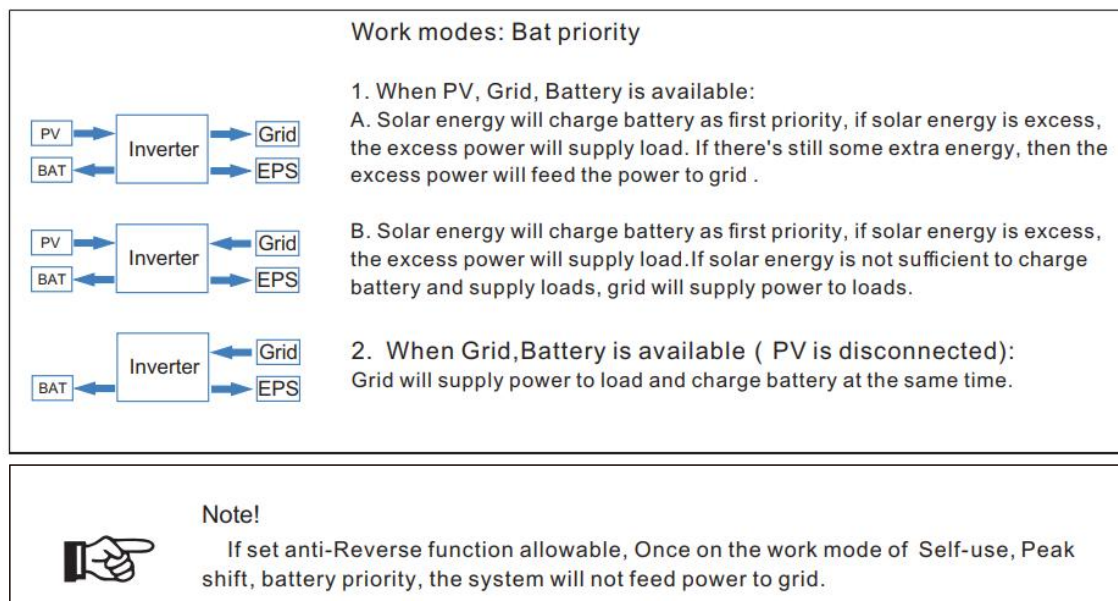 Work modes: Bat priority
1. When PV, Grid, Battery is available:
A. Solar energy will charge battery as first priority, if solar energy is excess,
the excess power will supply load. If there's still some extra energy, then the
excess power will feed the power to grid .
PV
Inverter
Grid
BAT
EPS
B. Solar energy will charge battery as first priority, if solar energy is excess,
the excess power will supply load.If solar energy is not sufficient to charge
battery and supply loads, grid will supply power to loads.
PV
Inverter
Grid
BAT
EPS
2. When Grid,Battery is available ( PV is disconnected):
Grid will supply power to load and charge battery at the same time.
Inverter
Grid
BAT
EPS
Note!
If set anti-Reverse function allowable, Once on the work mode of Self-use, Peak
shift, battery priority, the system will not feed power to grid.